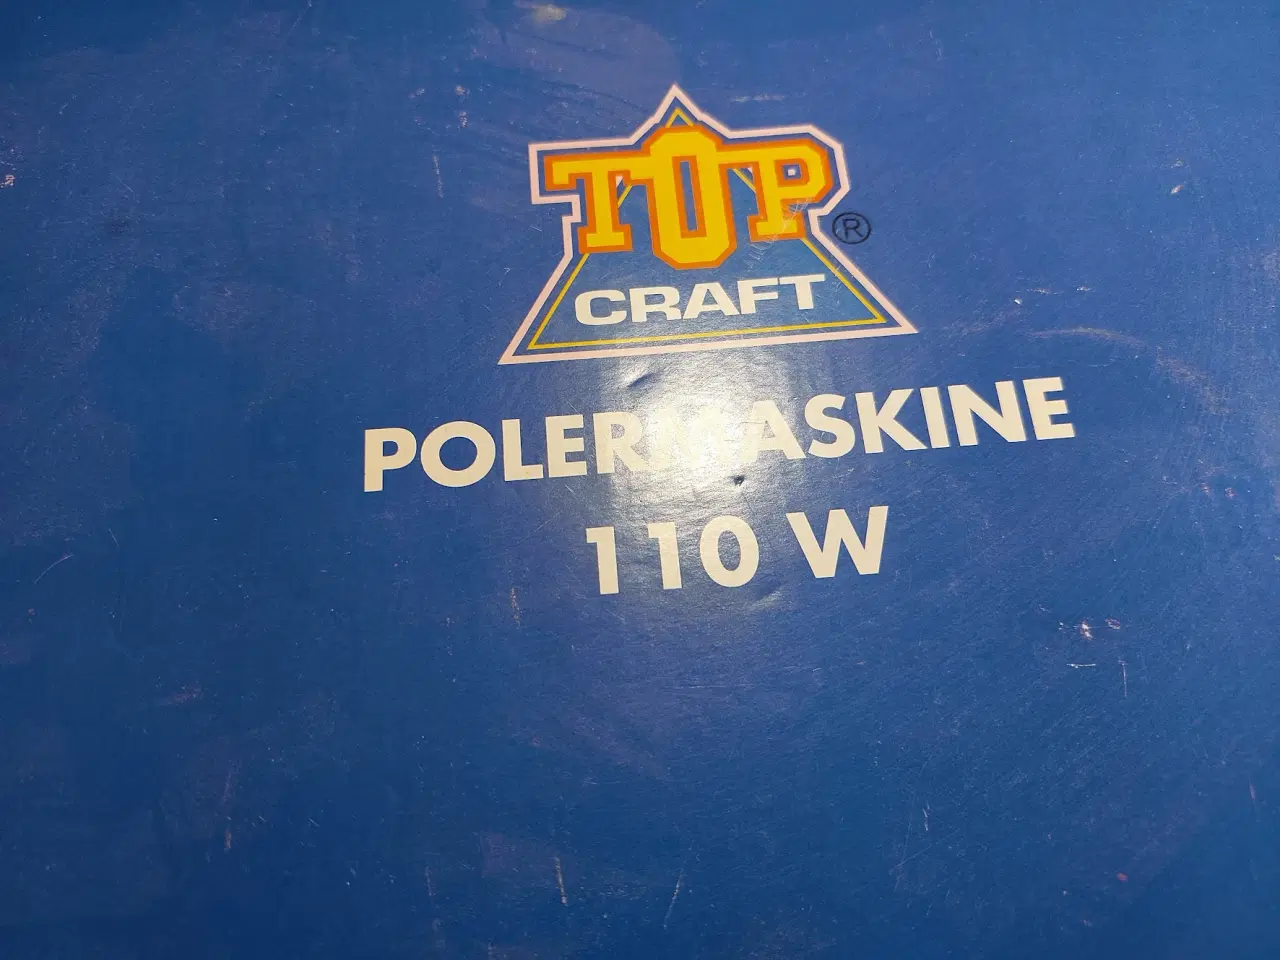 TOP
CRAFT
®
POLERMASKINE
110 W